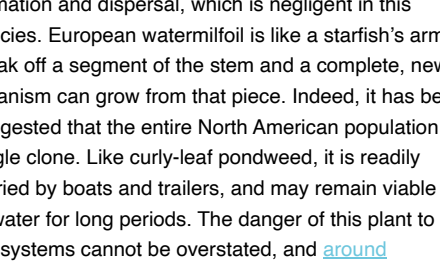 mation and dispersal, which is negligent in this
cies. European watermilfoil is like a starfish's arm
ak off a segment of the stem and a complete, new
anism can grow from that piece. Indeed, it has be
gested that the entire North American population
gle clone. Like curly-leaf pondweed, it is readily
ried by boats and trailers, and may remain viable
water for long periods. The danger of this plant to
systems cannot be overstated, and around